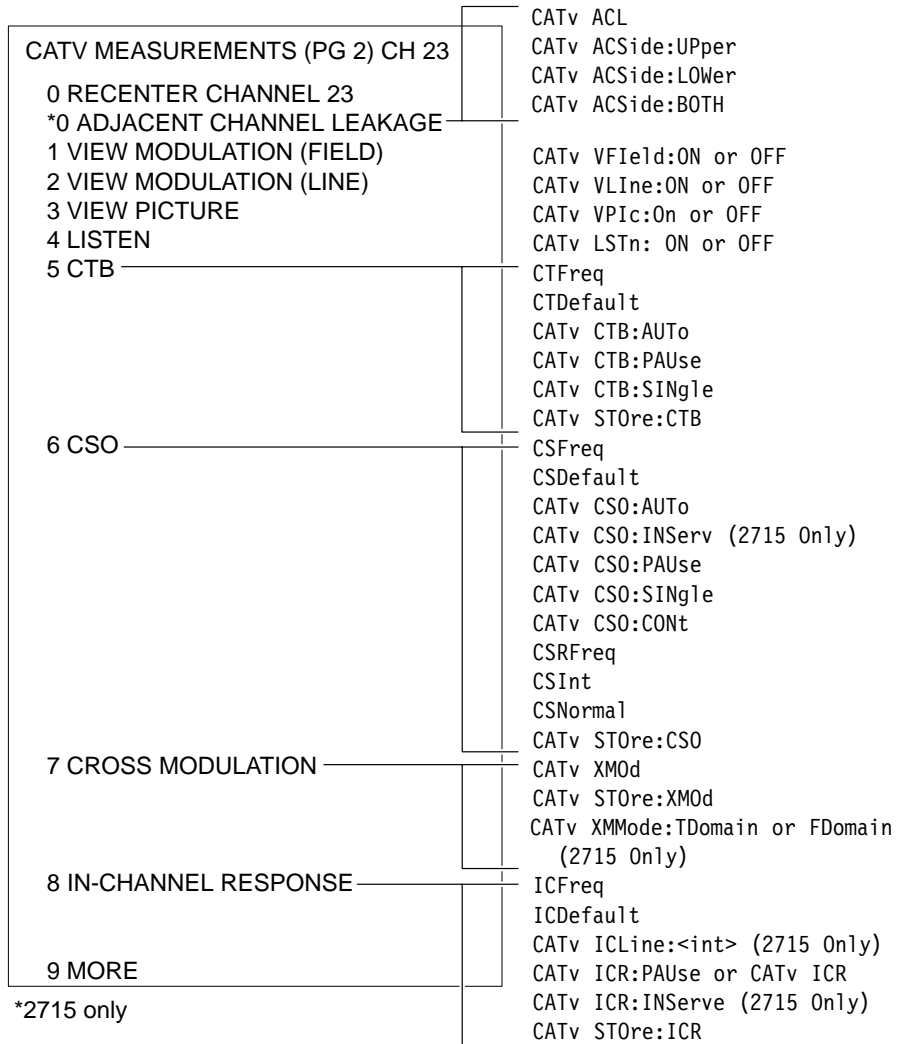 CATV MEASUREMENTS (PG 2) CH 23
0 RECENTER CHANNEL 23
*0 ADJACENT CHANNEL LEAKAGE
1 VIEW MODULATION (FIELD)
2 VIEW MODULATION (LINE)
3 VIEW PICTURE
4 LISTEN
5 CTB
6 CSO
7 CROSS MODULATION
8 IN-CHANNEL RESPONSE
9 MORE
*2715 only
CATv ACL
CATv ACSide:UPper
CATv ACSide:LOWer
CATv ACSide:BOTH
CATv VFIeld:ON or OFF
CATv VLIne:ON or OFF
CATv VPIc:On or OFF
CATv LSTn: ON or OFF
CTFreq
CTDefault
CATv CTB:AUTo
CATv CTB:PAUse
CATv CTB:SINgle
CATv STOre:CTB
CSFreq
CSDefault
CATv CSO:AUTo
CATv CSO:INServ (2715 Only)
CATv CSO:PAUse
CATv CSO:SINgle
CATv CSO:CONt
CSRFreq
CSInt
CSNormal
CATv STOre:CSO
CATv XMOd
CATv STOre:XMOd
CATv XMMode:TDomain or FDomain
(2715 Only)
ICFreq
ICDefault
CATv ICLine:<int> (2715 Only)
CATv ICR:PAUse or CATv ICR
CATv ICR:INServe (2715 Only)
CATv STOre:ICR